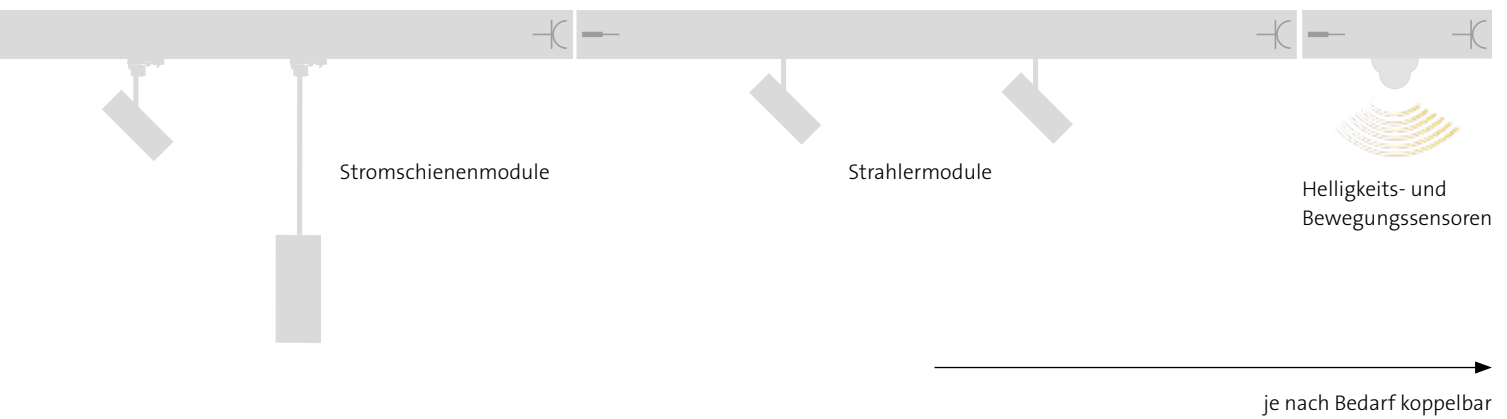 Stromschienenmodule
Strahlermodule
Helligkeits- und
Bewegungssensoren
je nach Bedarf koppelbar